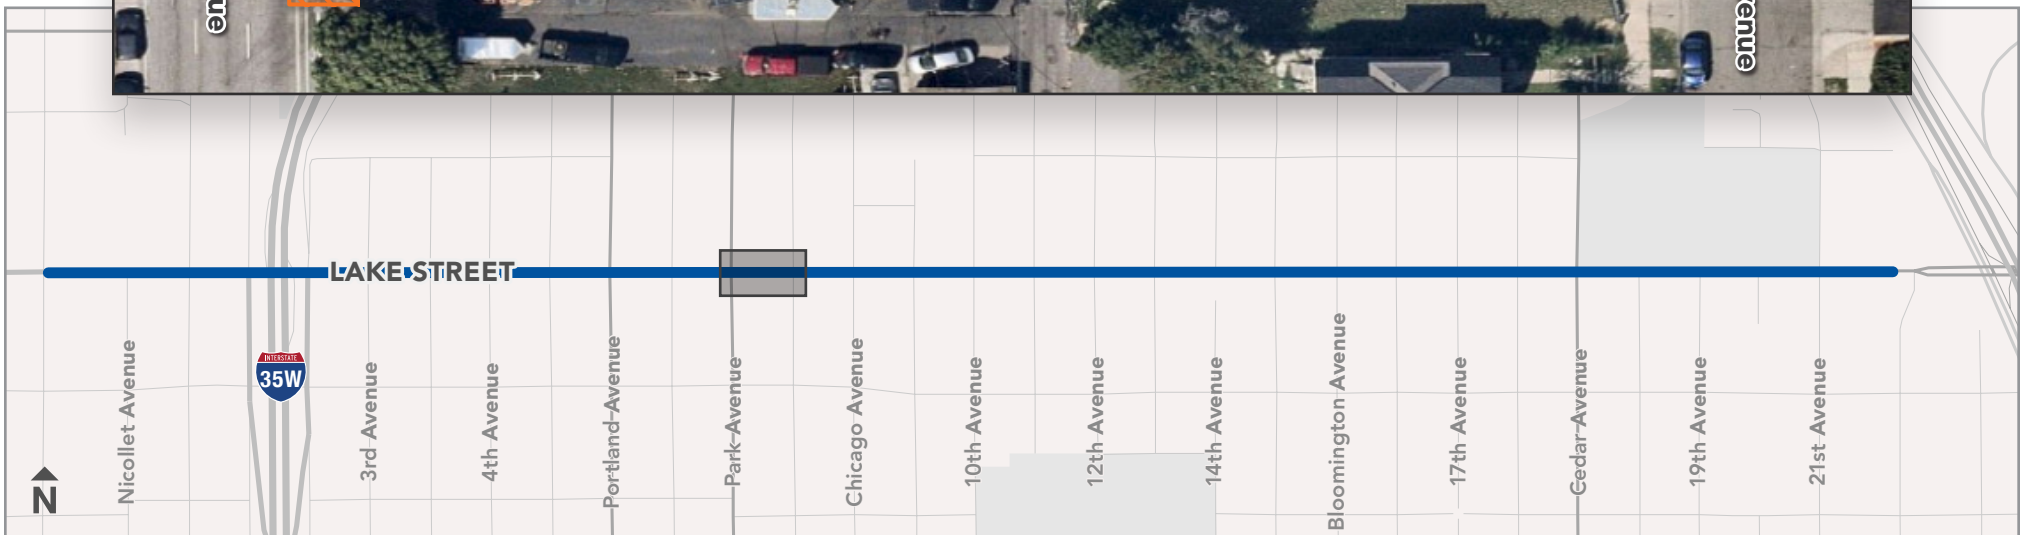 LAKE STREET
INTERSTATE
35W
Nicollet Avenue
3rd Avenue
4th Avenue
Portland Avenue
Park Avenue
Chicago Avenue
10th Avenue
12th Avenue
14th Avenue
Bloomington Avenue
17th Avenue
Cedar Avenue
19th Avenue
21st Avenue
N